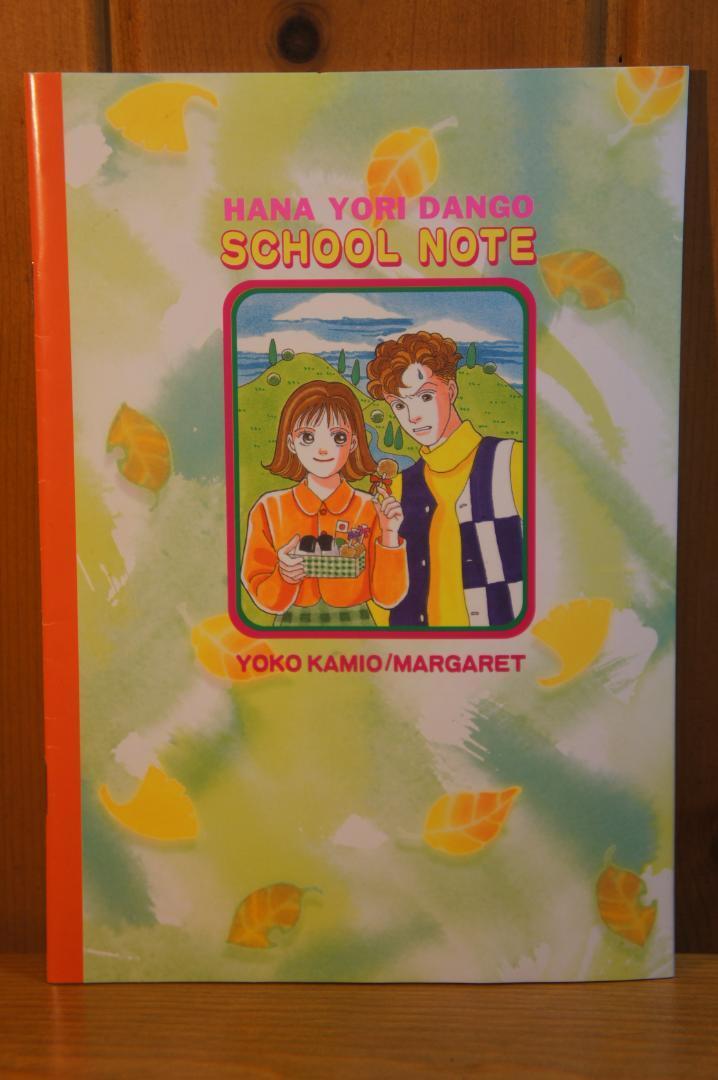 HANA YORI DANGO
SCHOOL NOTE
YOKO KAMIO/MARGARET